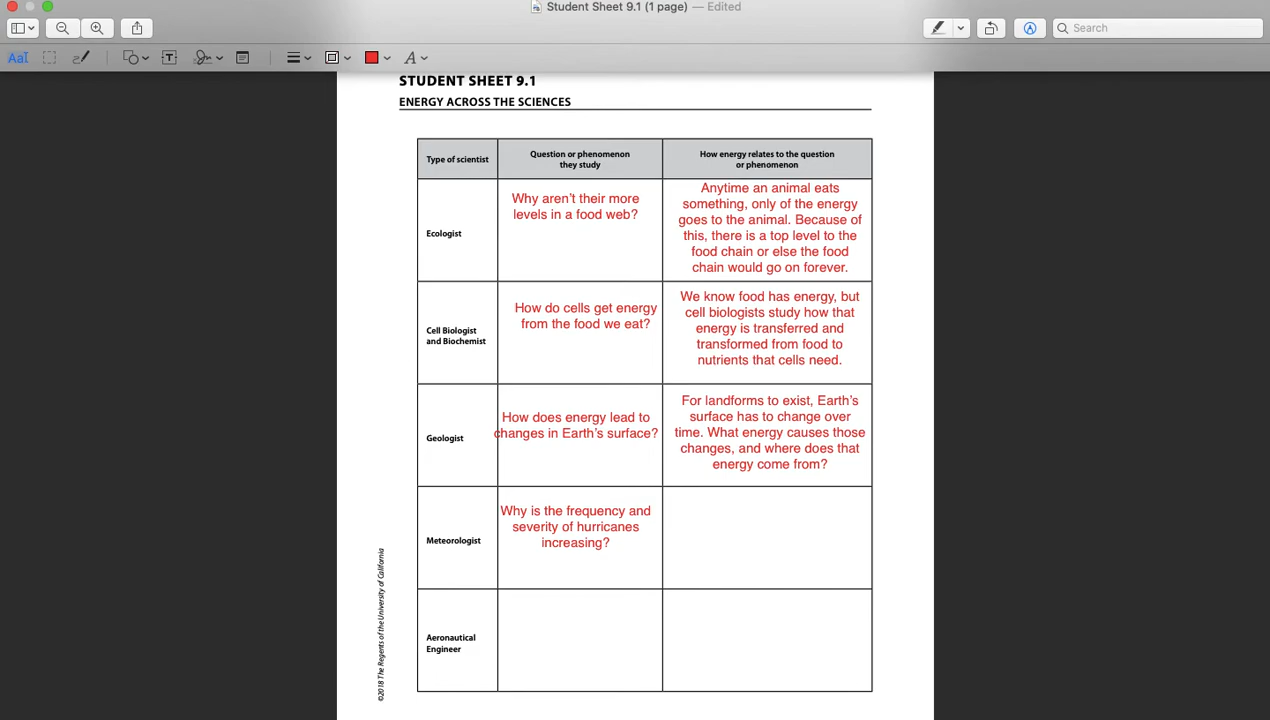 Student Sheet 9.1 (1 page) — Edited
Search
AaI
T
A
STUDENT SHEET 9.1
ENERGY ACROSS THE SCIENCES
Type of scientist
Question or phenomenon
they study
How energy relates to the question
or phenomenon
Ecologist
Why aren't their more
levels in a food web?
Anytime an animal eats
something, only of the energy
goes to the animal. Because of
this, there is a top level to the
food chain or else the food
chain would go on forever.
Cell Biologist
and Biochemist
How do cells get energy
from the food we eat?
We know food has energy, but
cell biologists study how that
energy is transferred and
transformed from food to
nutrients that cells need.
Geologist
How does energy lead to
changes in Earth's surface?
For landforms to exist, Earth's
surface has to change over
time. What energy causes those
changes, and where does that
energy come from?
Meteorologist
Why is the frequency and
severity of hurricanes
increasing?
Aeronautical
Engineer
©2018 The Regents of the University of California